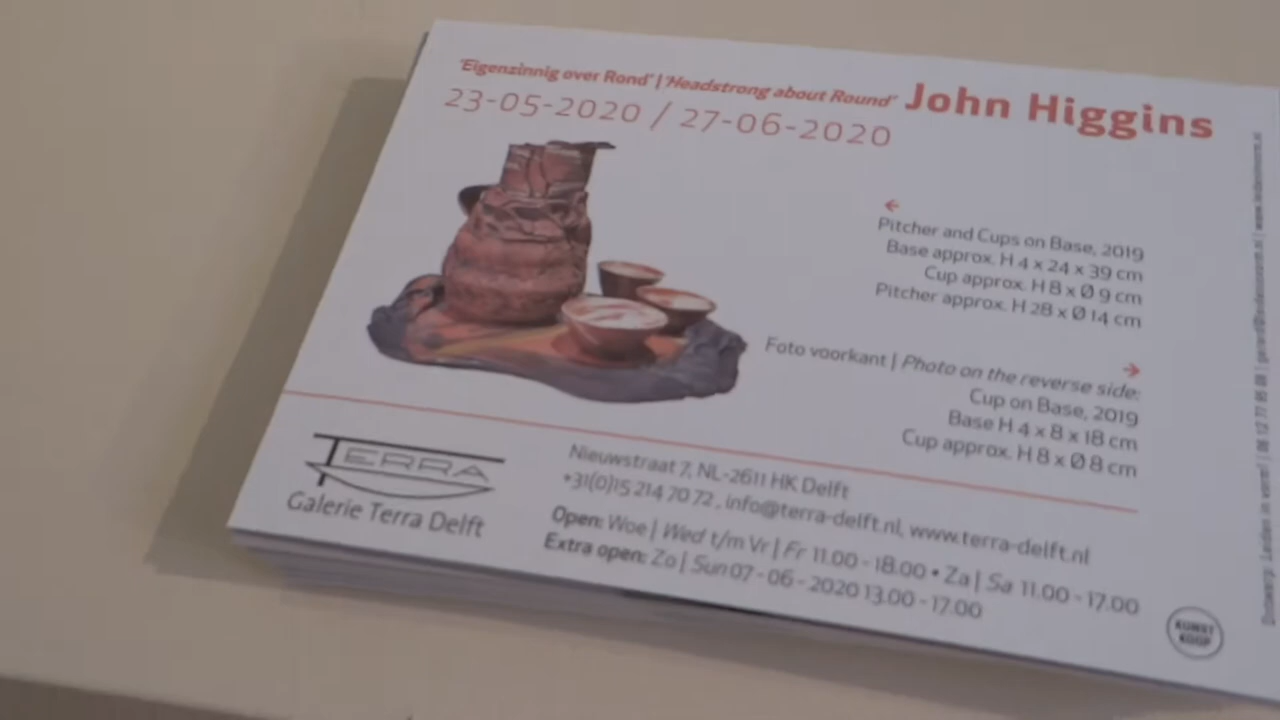 'Eigenzinnig over Rond' | 'Headstrong about Round' John Higgins
23-05-2020 / 27-06-2020
←
Pitcher and Cups on Base, 2019
Base approx. H 4 x 24 x 39 cm
Cup approx. H 8 x Ø 9 cm
Pitcher approx. H 28 x Ø 14 cm
→
Foto voorkant | Photo on the reverse side:
Cup on Base, 2019
Base H 4 x 8 x 18 cm
Cup approx. H 8 x Ø 8 cm
TERRA
Galerie Terra Delft
Nieuwstraat 7, NL-2611 HK Delft
+31(0)15 214 70 72, info@terra-delft.nl, www.terra-delft.nl
Open: Woe | Wed t/m Vr | Fr 11.00 - 18.00 • Za | Sa 11.00 - 17.00
Extra open: Zo | Sun 07 - 06 - 2020 13.00 - 17.00
KUNST
KOOP